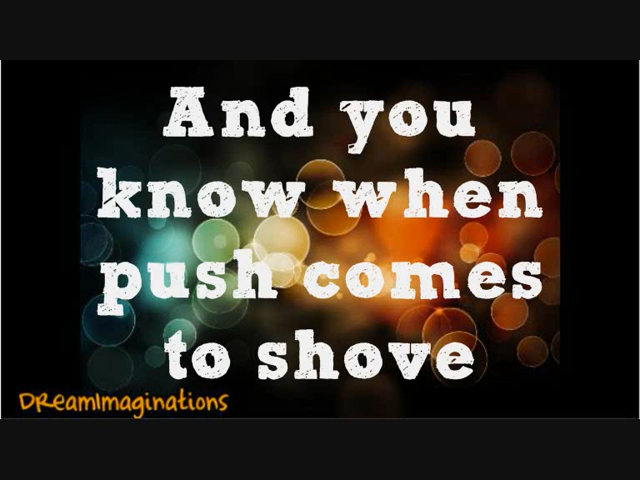 And you
know when
push comes
to shove
DReamImaginations